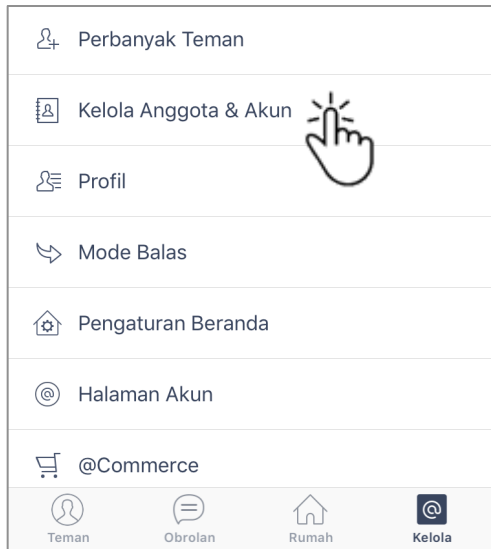 Perbanyak Teman
Kelola Anggota & Akun
Profil
Mode Balas
Pengaturan Beranda
@ Halaman Akun
@Commerce
@
Teman Obrolan Rumah Kelola